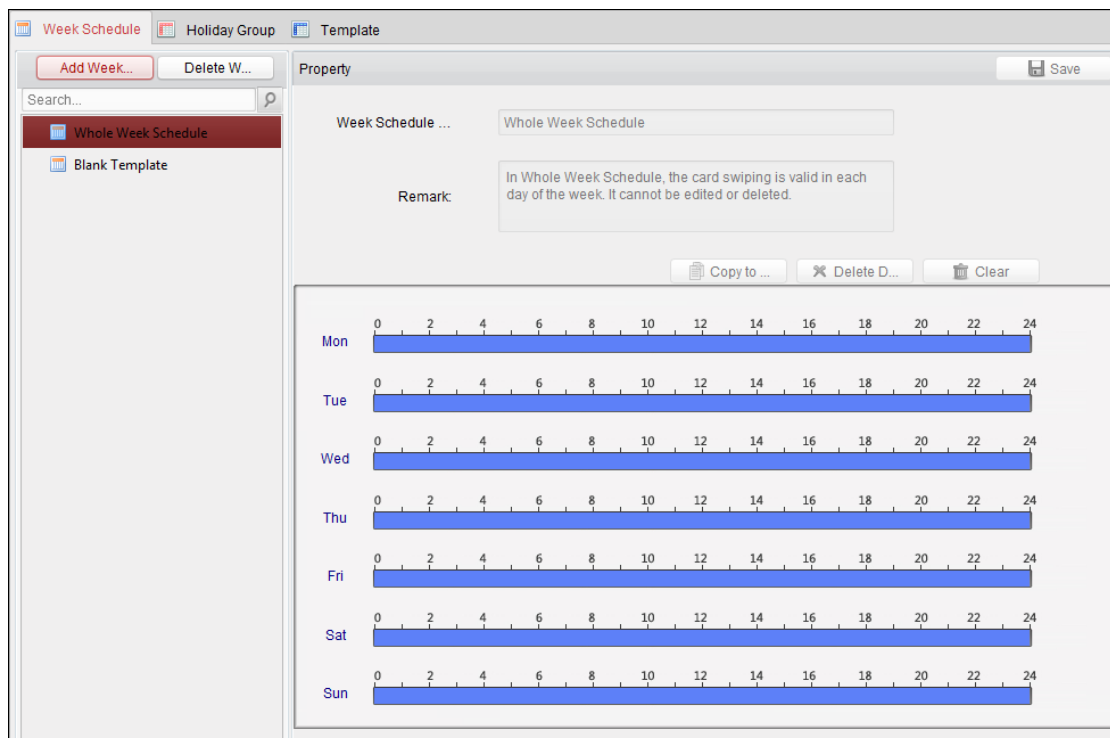 Week Schedule Holiday Group Template
Add Week... Delete W...
Search...
Whole Week Schedule
Blank Template
Property Save
Week Schedule ... Whole Week Schedule
Remark: In Whole Week Schedule, the card swiping is valid in each
day of the week. It cannot be edited or deleted.
Copy to ... Delete D... Clear
0 2 4 6 8 10 12 14 16 18 20 22 24
Mon
0 2 4 6 8 10 12 14 16 18 20 22 24
Tue
0 2 4 6 8 10 12 14 16 18 20 22 24
Wed
0 2 4 6 8 10 12 14 16 18 20 22 24
Thu
0 2 4 6 8 10 12 14 16 18 20 22 24
Fri
0 2 4 6 8 10 12 14 16 18 20 22 24
Sat
0 2 4 6 8 10 12 14 16 18 20 22 24
Sun